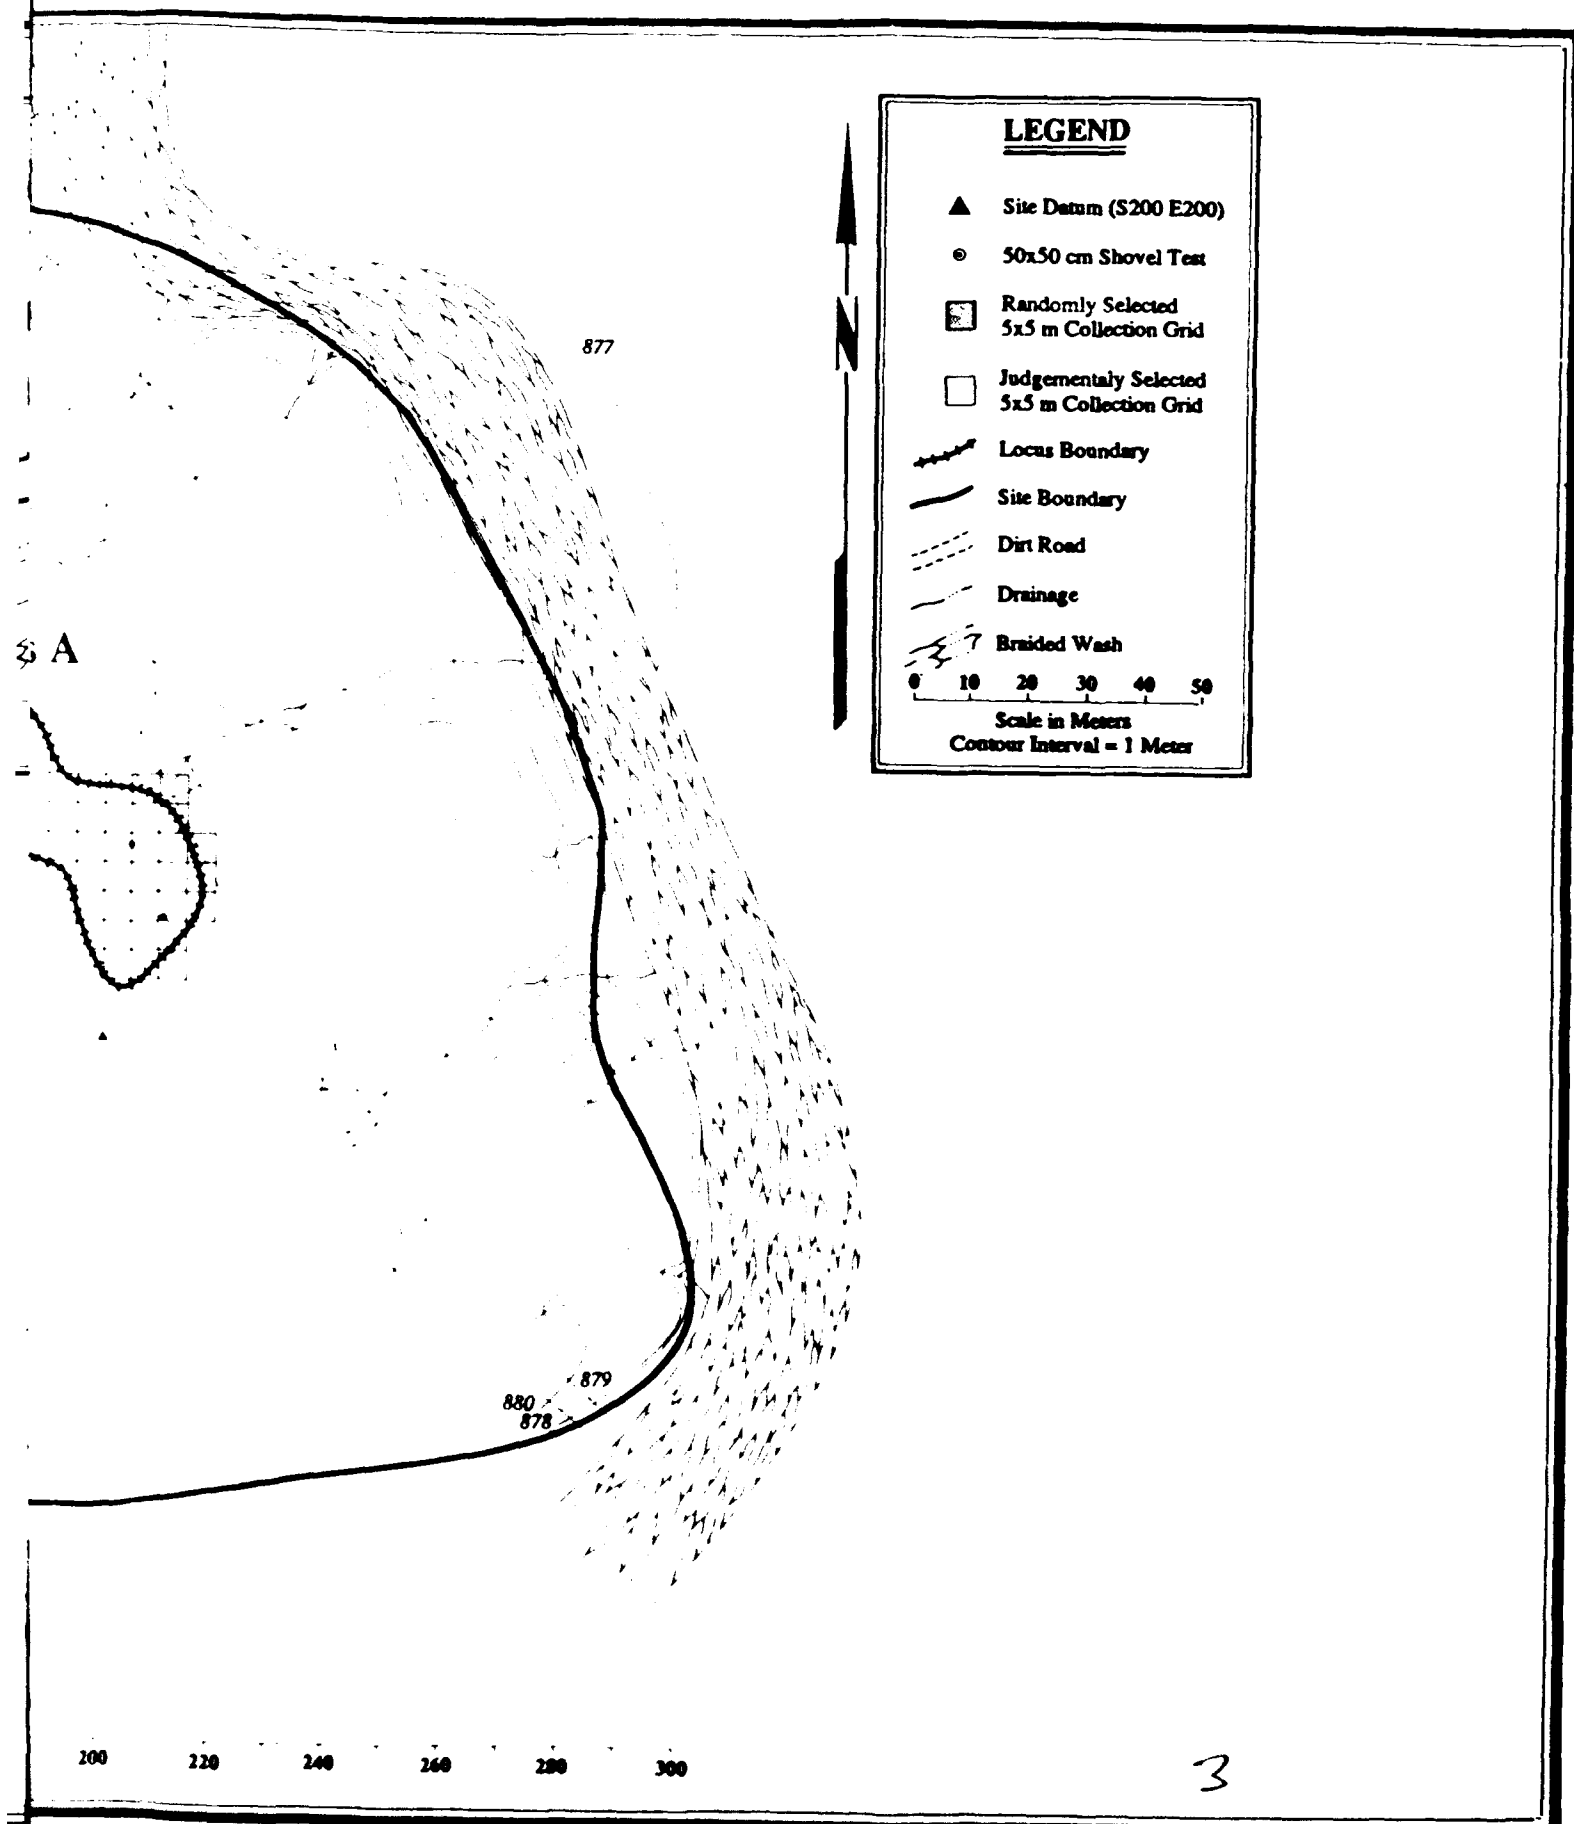 LEGEND
Site Datum (S200 E200)
50x50 cm Shovel Test
Randomly Selected
5x5 m Collection Grid
Judgementaly Selected
5x5 m Collection Grid
Locus Boundary
Site Boundary
Dirt Road
Drainage
Braided Wash
0 10 20 30 40 50
Scale in Meters
Contour Interval = 1 Meter
N
877
A
879
880
878
200 220 240 260 280 300
3